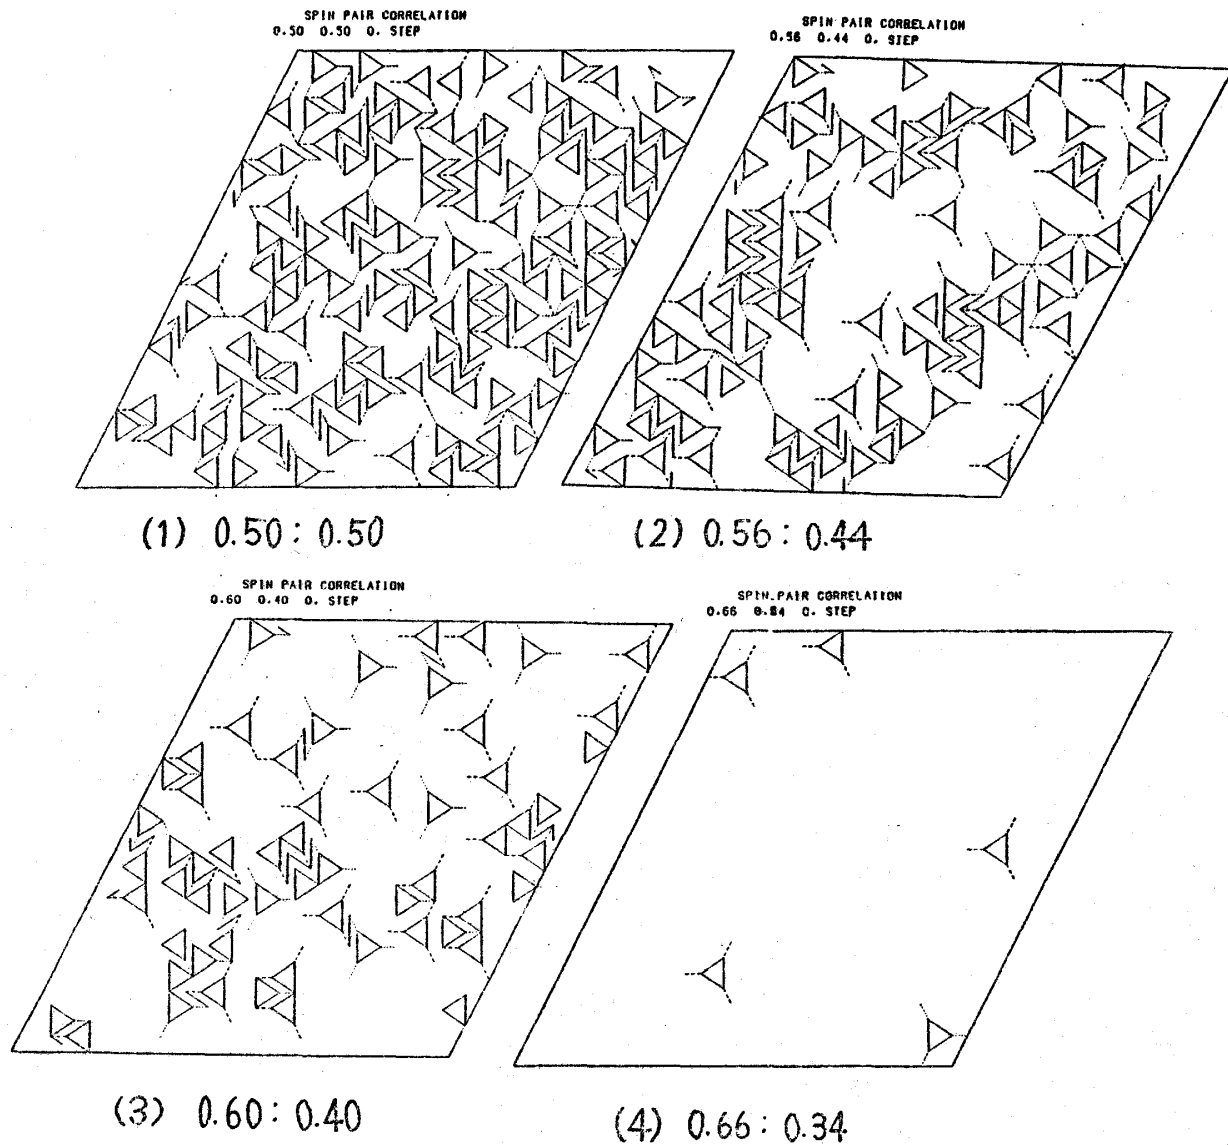 SPIN PAIR CORRELATION
0.50 0.50 0. STEP
SPIN PAIR CORRELATION
0.56 0.44 0. STEP
(1) 0.50 : 0.50
(2) 0.56 : 0.44
SPIN PAIR CORRELATION
0.60 0.40 0. STEP
SPIN PAIR CORRELATION
0.66 0.34 0. STEP
(3) 0.60 : 0.40
(4) 0.66 : 0.34